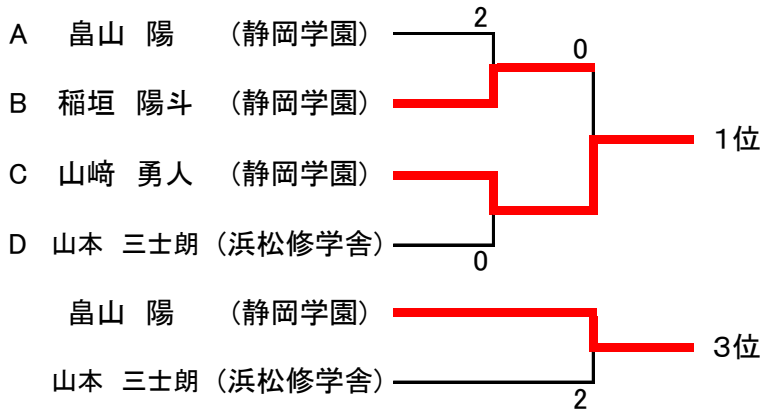 2
A 畠山 陽 (静岡学園)
0
B 稲垣 陽斗 (静岡学園)
1位
C 山﨑 勇人 (静岡学園)
D 山本 三士朗 (浜松修学舎)
0
畠山 陽 (静岡学園)
3位
山本 三士朗 (浜松修学舎)
2